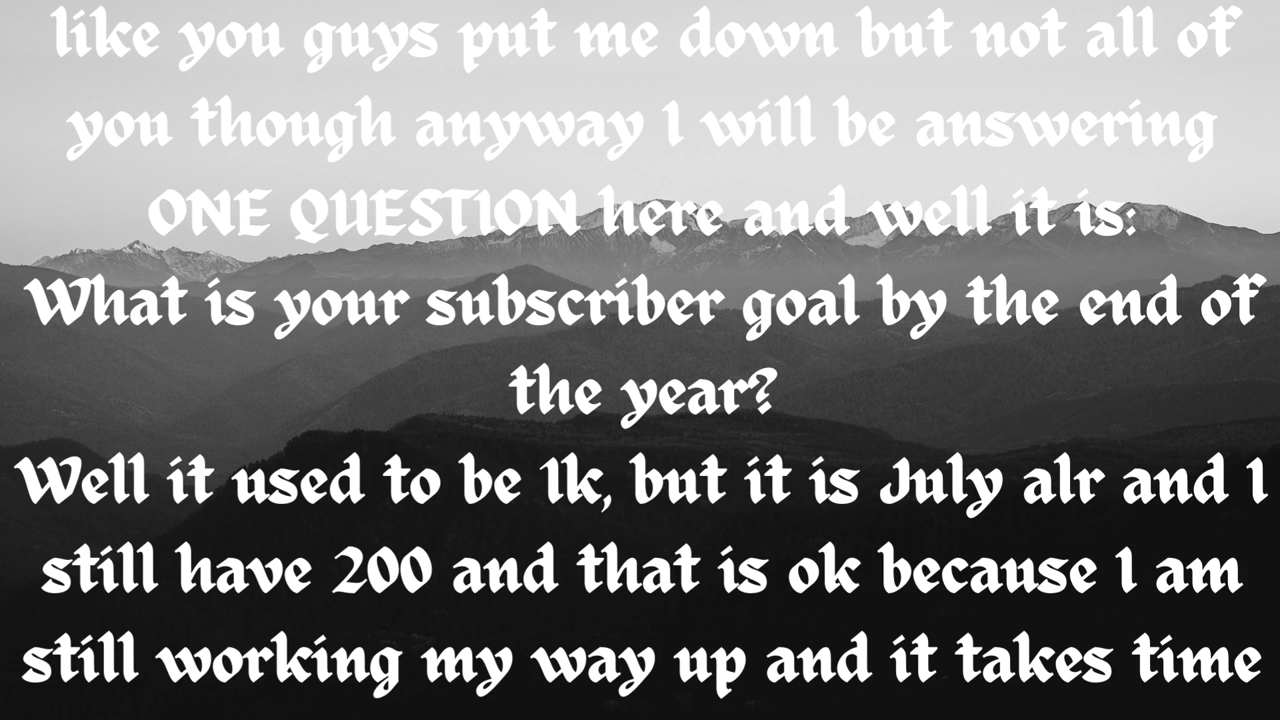 like you guys put me down but not all of
you though anyway I will be answering
ONE QUESTION here and well it is:
What is your subscriber goal by the end of
the year?
Well it used to be 1k, but it is July alr and I
still have 200 and that is ok because I am
still working my way up and it takes time